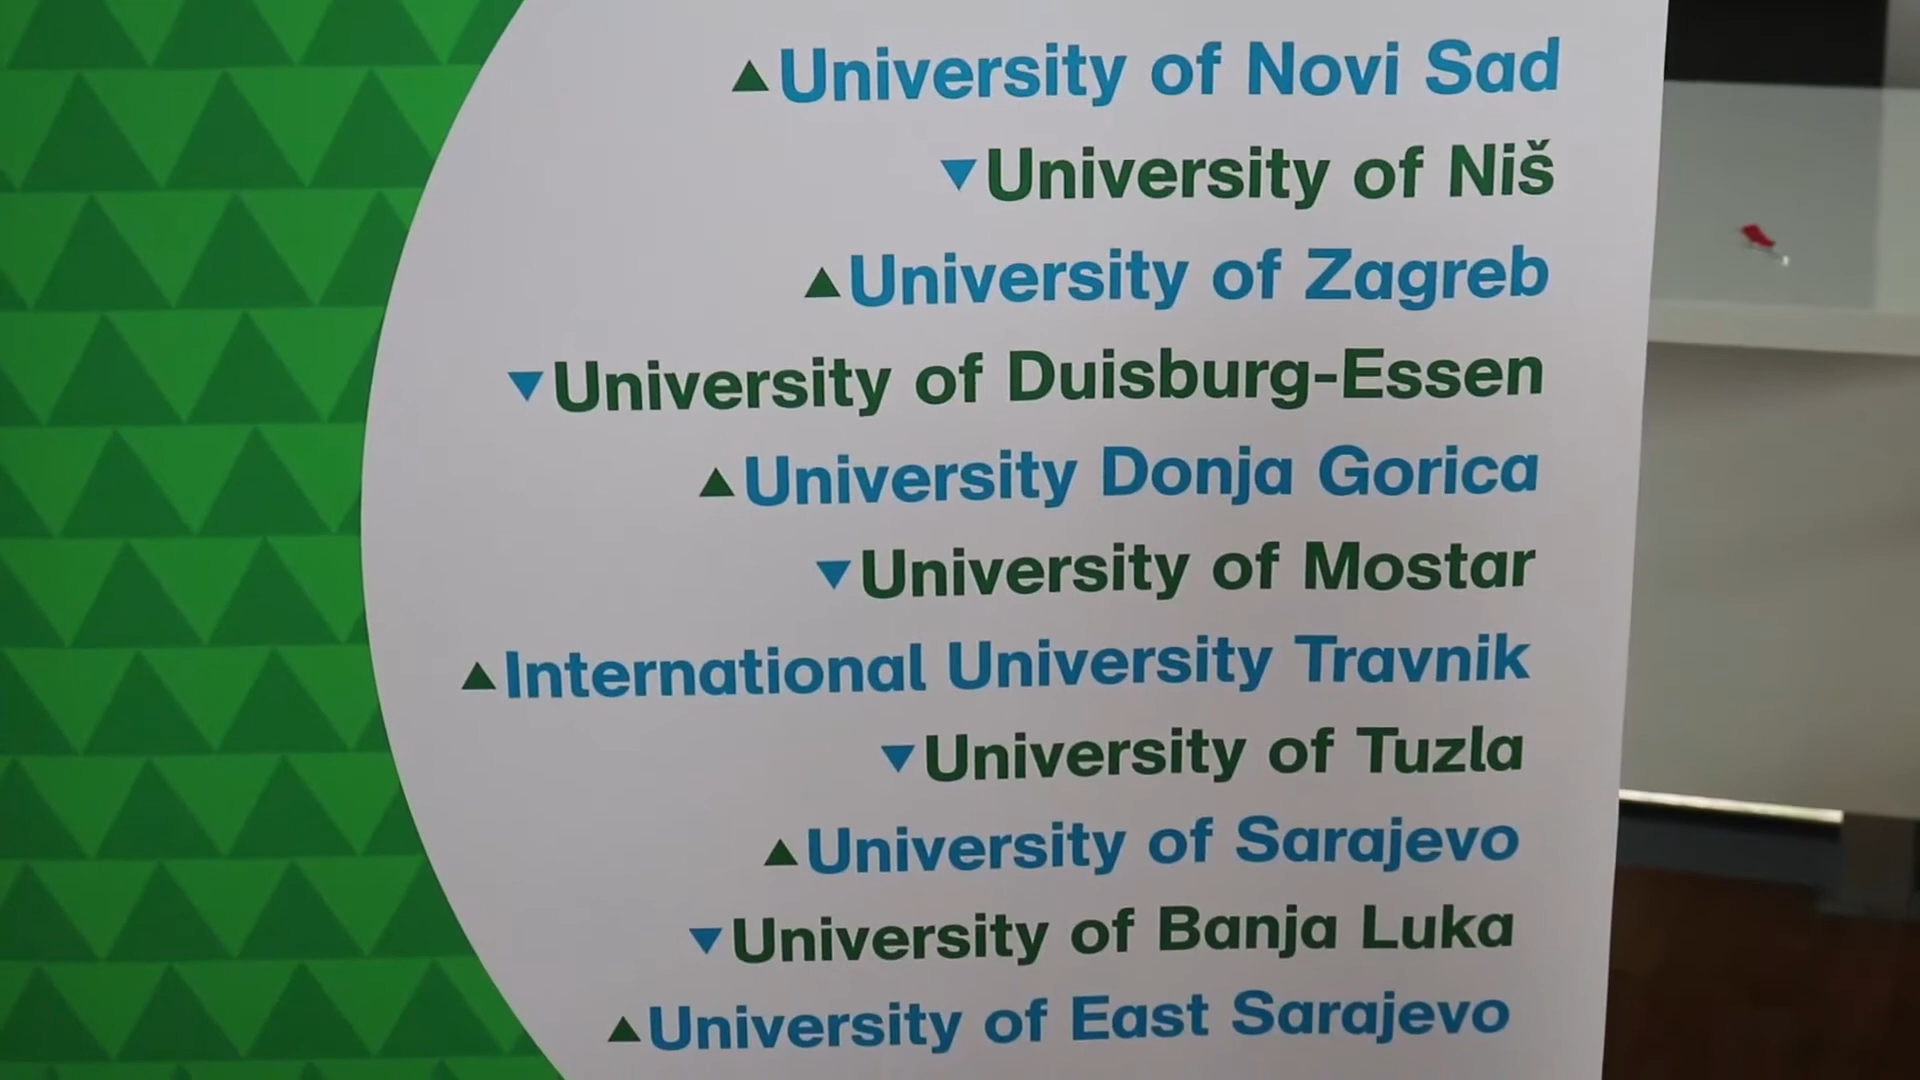 ▲University of Novi Sad
▼University of Niš
▲University of Zagreb
▼University of Duisburg-Essen
▲University Donja Gorica
▼University of Mostar
▲International University Travnik
▼University of Tuzla
▲University of Sarajevo
▼University of Banja Luka
▲University of East Sarajevo